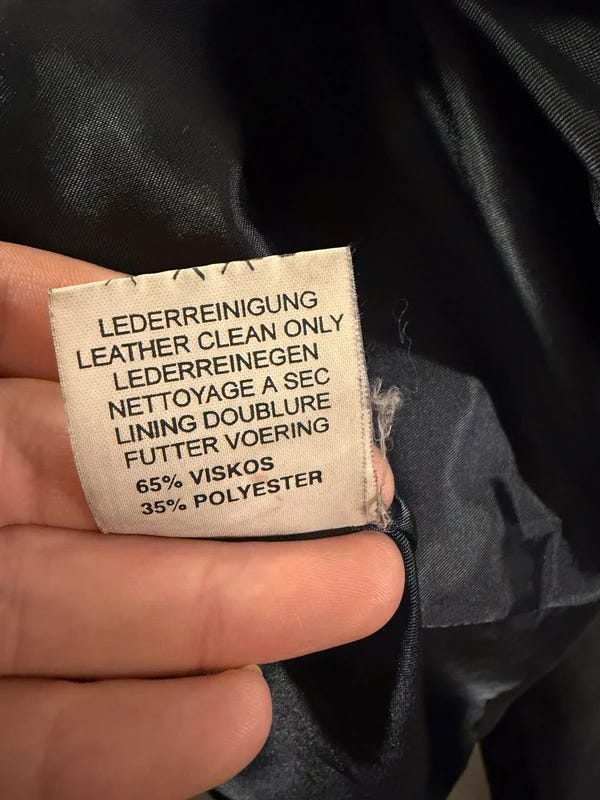 LEDERREINIGUNG
LEATHER CLEAN ONLY
LEDERREINEGEN
NETTOYAGE A SEC
LINING DOUBLURE
FUTTER VOERING
65% VISKOS
35% POLYESTER